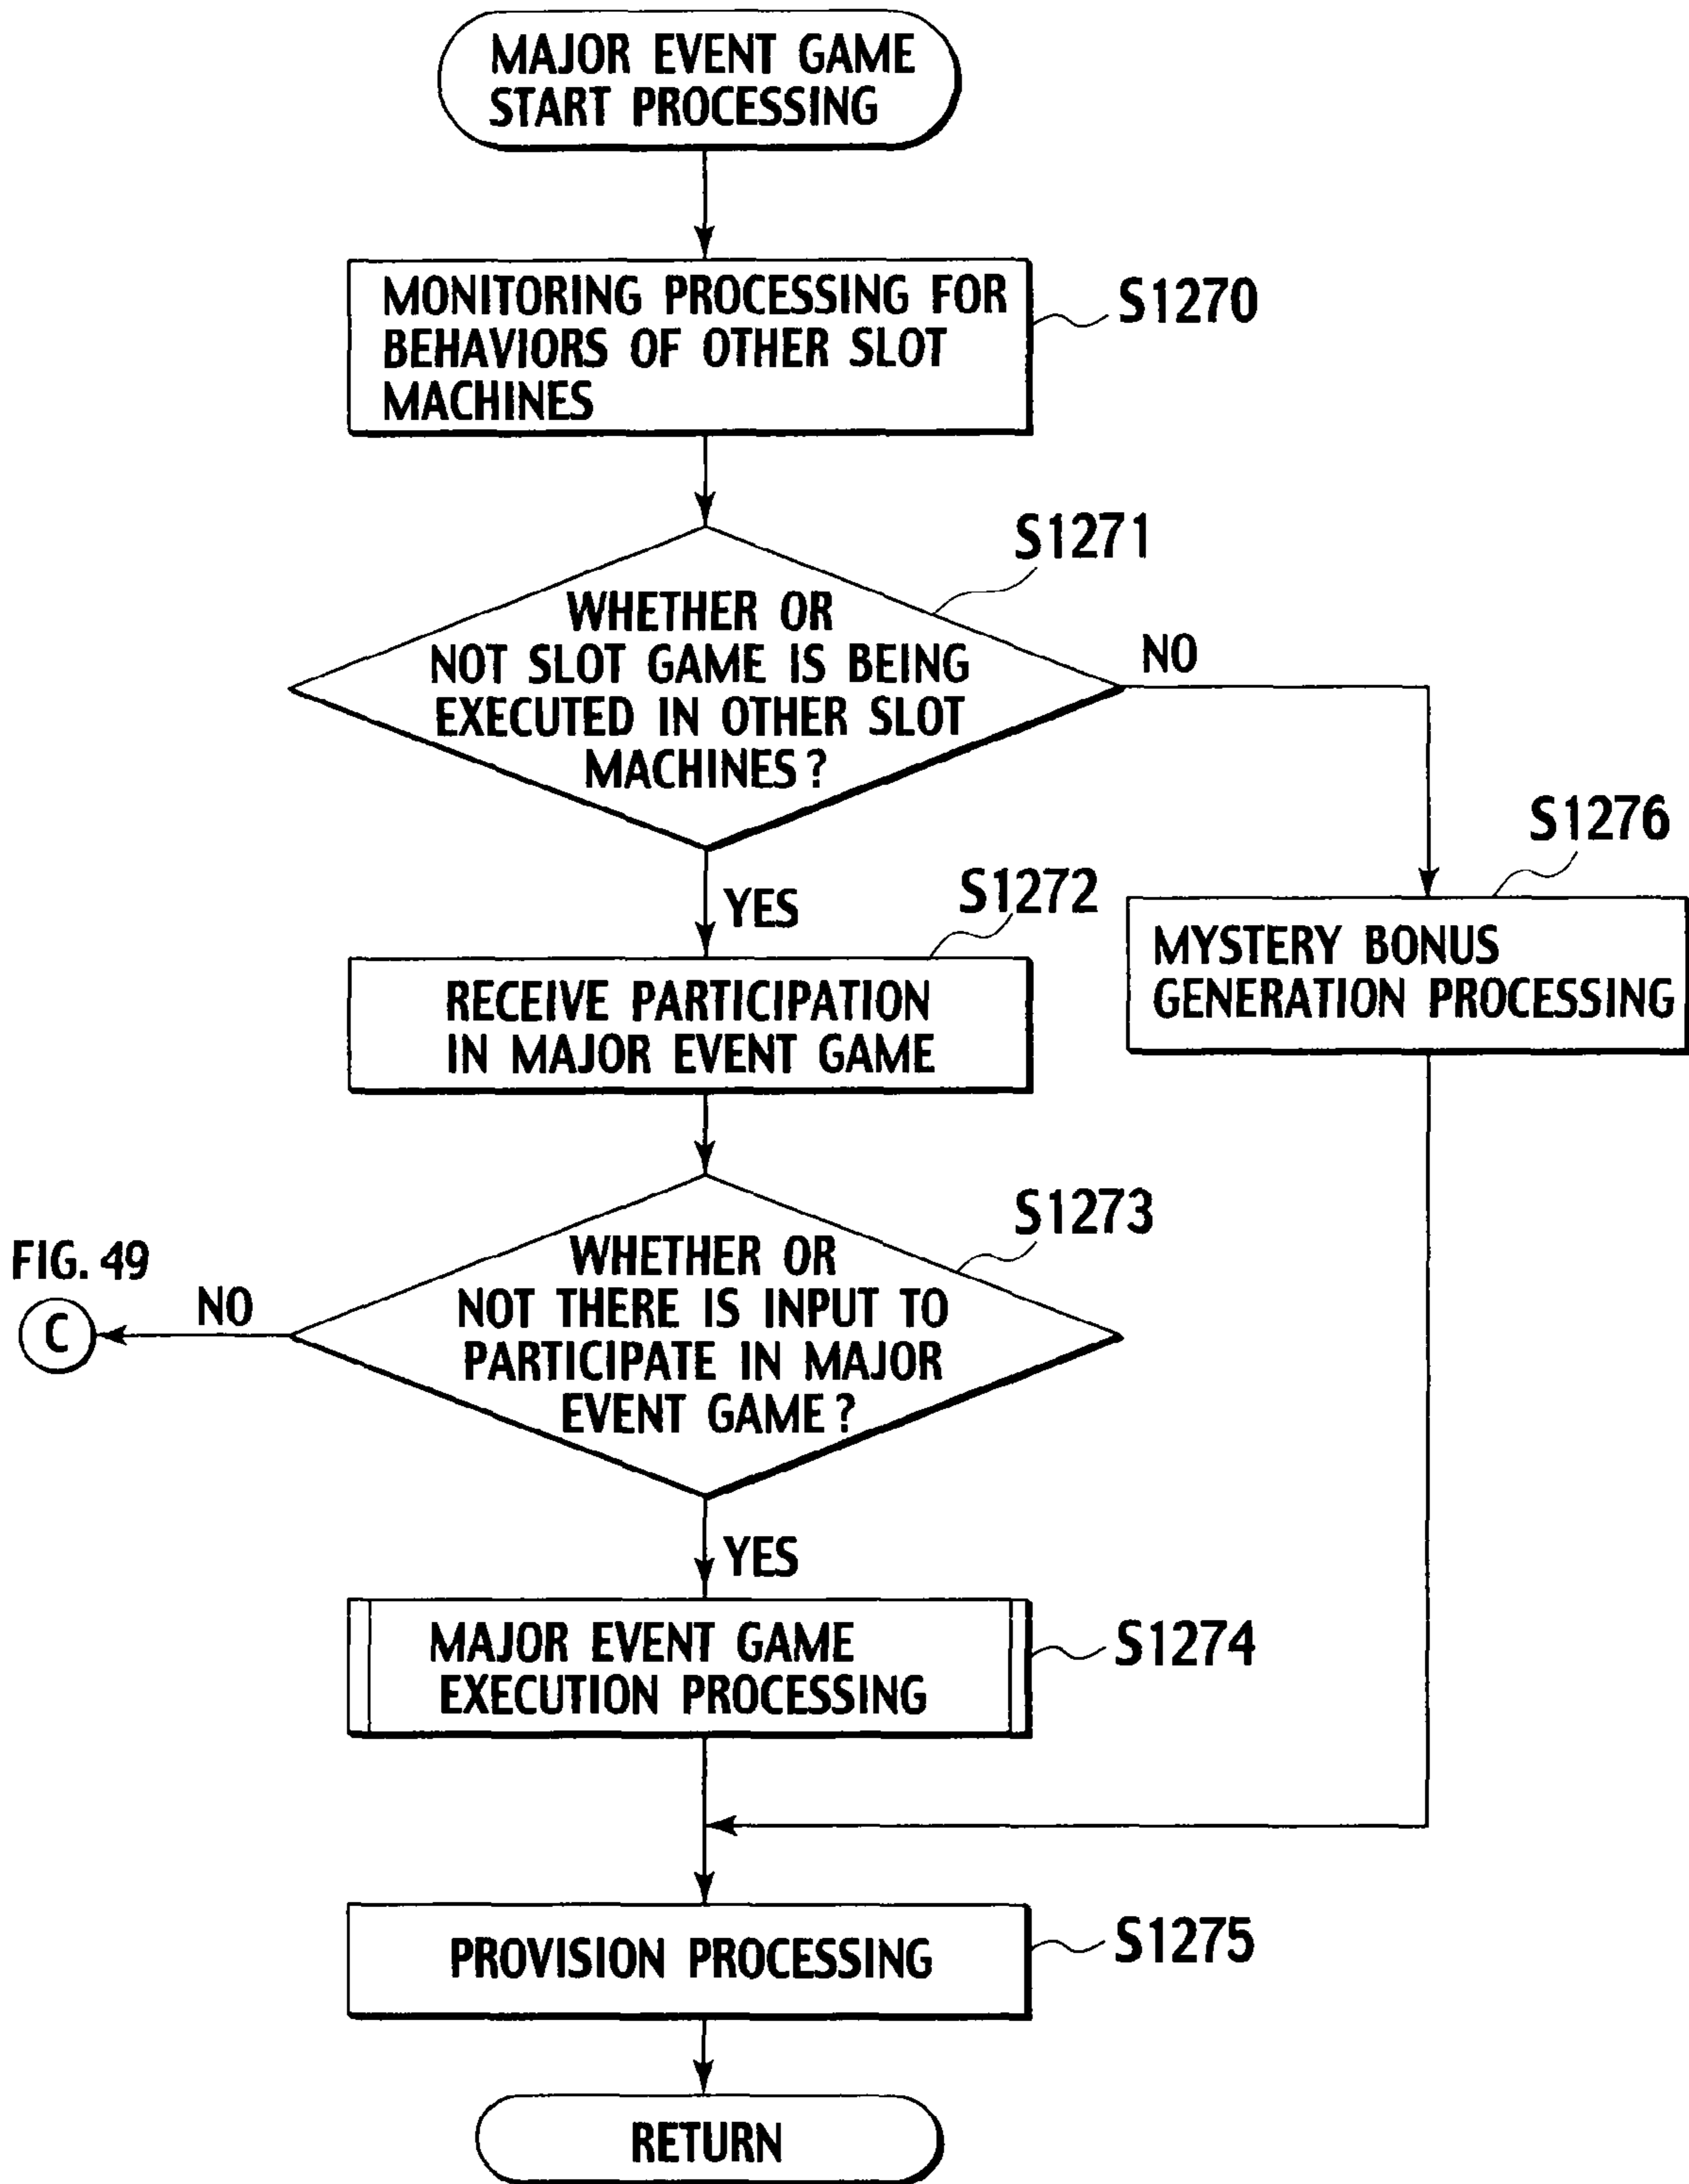 MAJOR EVENT GAME
START PROCESSING
MONITORING PROCESSING FOR
BEHAVIORS OF OTHER SLOT
MACHINES
S1270
S1271
WHETHER OR
NOT SLOT GAME IS BEING
EXECUTED IN OTHER SLOT
MACHINES?
NO
YES
S1276
MYSTERY BONUS
GENERATION PROCESSING
S1272
RECEIVE PARTICIPATION
IN MAJOR EVENT GAME
S1273
WHETHER OR
NOT THERE IS INPUT TO
PARTICIPATE IN MAJOR
EVENT GAME?
FIG. 49
C
NO
YES
MAJOR EVENT GAME
EXECUTION PROCESSING
S1274
PROVISION PROCESSING
S1275
RETURN